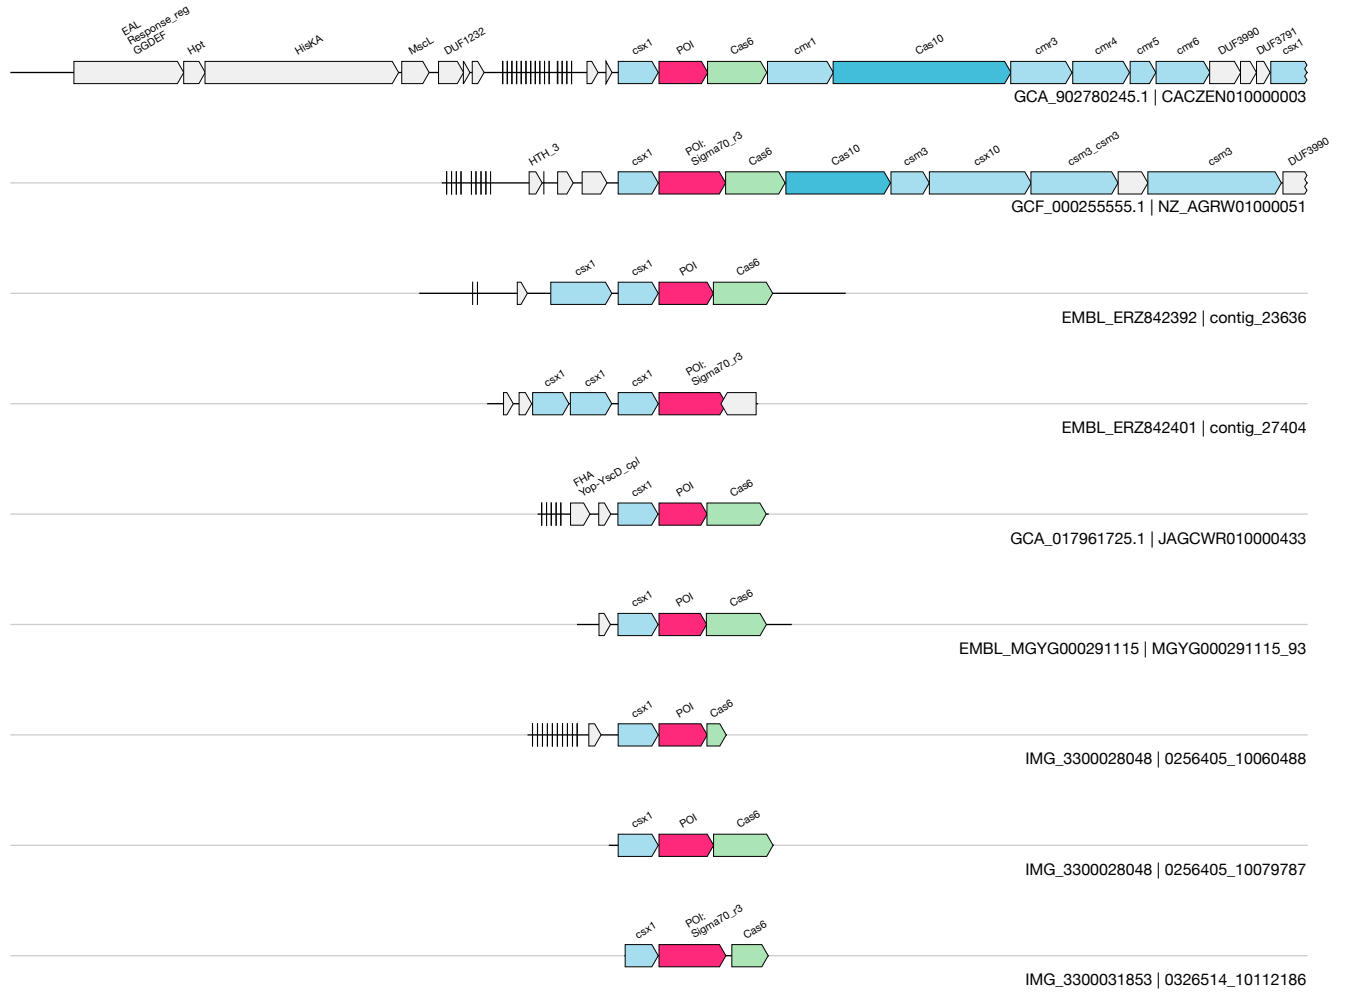 EAL
Response_reg
GGDEF
Hpt
HisKA
MscL
DUF1232
csx1
POI
Cas6
cmr1
Cas10
cmr3
cmr4
cmr5
cmr6
DUF3990
DUF3791
csx1
GCA_902780245.1 | CACZEN010000003
HTH_3
csx1
POI:
Sigma70_r3
Cas6
Cas10
csm3
csx10
csm3_csm3
csm3
DUF3990
GCF_000255555.1 | NZ_AGRW01000051
csx1
csx1
POI
Cas6
EMBL_ERZ842392 | contig_23636
csx1
csx1
csx1
POI:
Sigma70_r3
EMBL_ERZ842401 | contig_27404
FHA
Yop-YscD_cpl
csx1
POI
Cas6
GCA_017961725.1 | JAGCWR010000433
csx1
POI
Cas6
EMBL_MGYG000291115 | MGYG000291115_93
csx1
POI
Cas6
IMG_3300028048 | 0256405_10060488
csx1
POI
Cas6
IMG_3300028048 | 0256405_10079787
csx1
POI:
Sigma70_r3
Cas6
IMG_3300031853 | 0326514_10112186